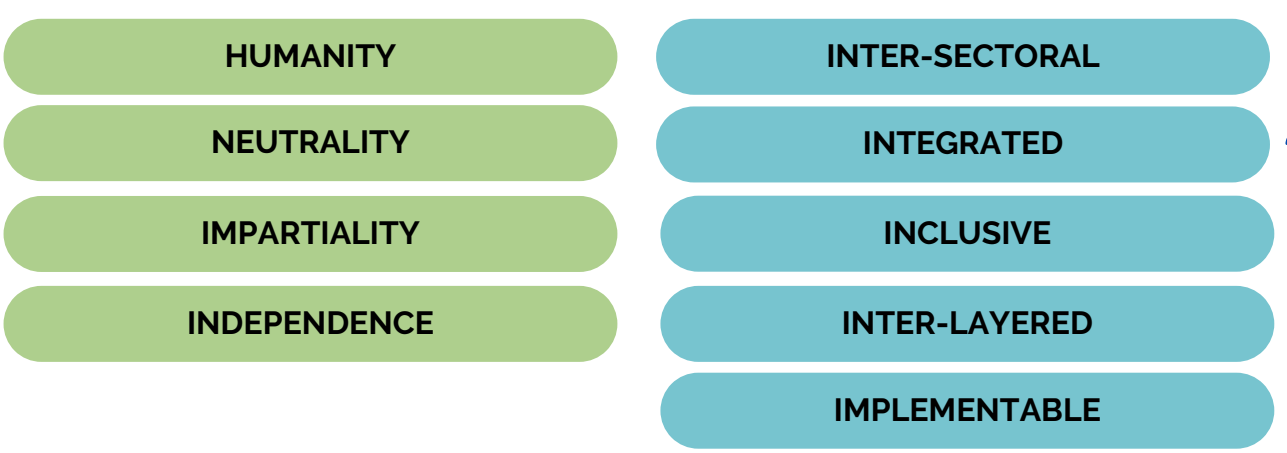 HUMANITY
NEUTRALITY
IMPARTIALITY
INDEPENDENCE
INTER-SECTORAL
INTEGRATED
INCLUSIVE
INTER-LAYERED
IMPLEMENTABLE